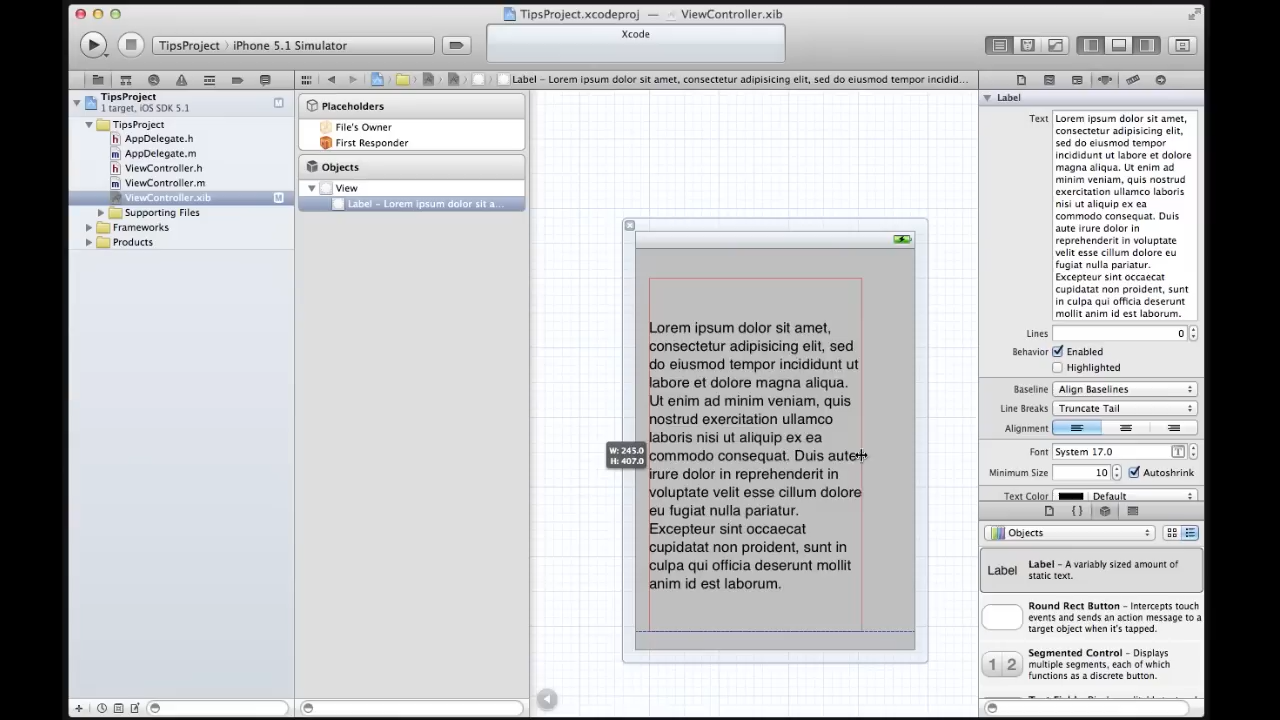 TipsProject.xcodeproj — ViewController.xib
TipsProject 〉 iPhone 5.1 Simulator
Xcode
Label – Lorem ipsum dolor sit amet, consectetur adipisicing elit, sed do eiusmod tempor incidid...
TipsProject
1 target, iOS SDK 5.1
M
TipsProject
h AppDelegate.h
m AppDelegate.m
h ViewController.h
m ViewController.m
ViewController.xib
M
Supporting Files
Frameworks
Products
Placeholders
File's Owner
First Responder
Objects
View
Label – Lorem ipsum dolor sit a...
Lorem ipsum dolor sit amet,
consectetur adipisicing elit, sed
do eiusmod tempor incididunt ut
labore et dolore magna aliqua.
Ut enim ad minim veniam, quis
nostrud exercitation ullamco
laboris nisi ut aliquip ex ea
commodo consequat. Duis aute
irure dolor in reprehenderit in
voluptate velit esse cillum dolore
eu fugiat nulla pariatur.
Excepteur sint occaecat
cupidatat non proident, sunt in
culpa qui officia deserunt mollit
anim id est laborum.
W: 245.0
H: 407.0
Label
Text
Lorem ipsum dolor sit amet,
consectetur adipisicing elit,
sed do eiusmod tempor
incididunt ut labore et dolore
magna aliqua. Ut enim ad
minim veniam, quis nostrud
exercitation ullamco laboris
nisi ut aliquip ex ea
commodo consequat. Duis
aute irure dolor in
reprehenderit in voluptate
velit esse cillum dolore eu
fugiat nulla pariatur.
Excepteur sint occaecat
cupidatat non proident, sunt
in culpa qui officia deserunt
mollit anim id est laborum.
Lines 0
Behavior Enabled
Highlighted
Baseline Align Baselines
Line Breaks Truncate Tail
Alignment
Font System 17.0 T
Minimum Size 10 Autoshrink
Text Color Default
{ }
Objects
Label
Label – A variably sized amount of
static text.
Round Rect Button – Intercepts touch
events and sends an action message to a
target object when it's tapped.
1 2
Segmented Control – Displays
multiple segments, each of which
functions as a discrete button.